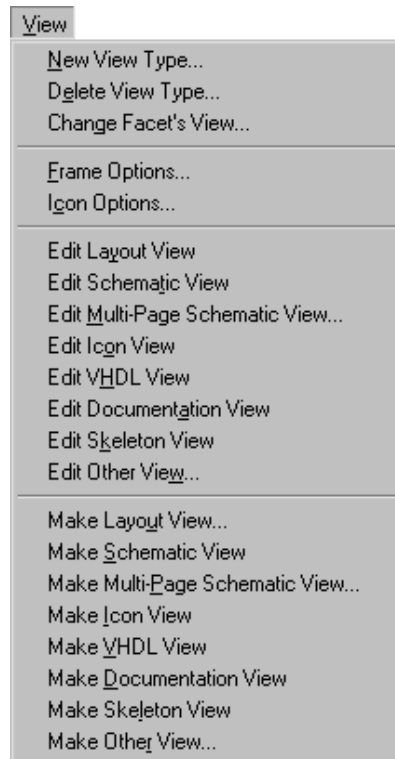 View
New View Type...
Delete View Type...
Change Facet's View...
Frame Options...
Icon Options...
Edit Layout View
Edit Schematic View
Edit Multi-Page Schematic View...
Edit Icon View
Edit VHDL View
Edit Documentation View
Edit Skeleton View
Edit Other View...
Make Layout View...
Make Schematic View
Make Multi-Page Schematic View...
Make Icon View
Make VHDL View
Make Documentation View
Make Skeleton View
Make Other View...